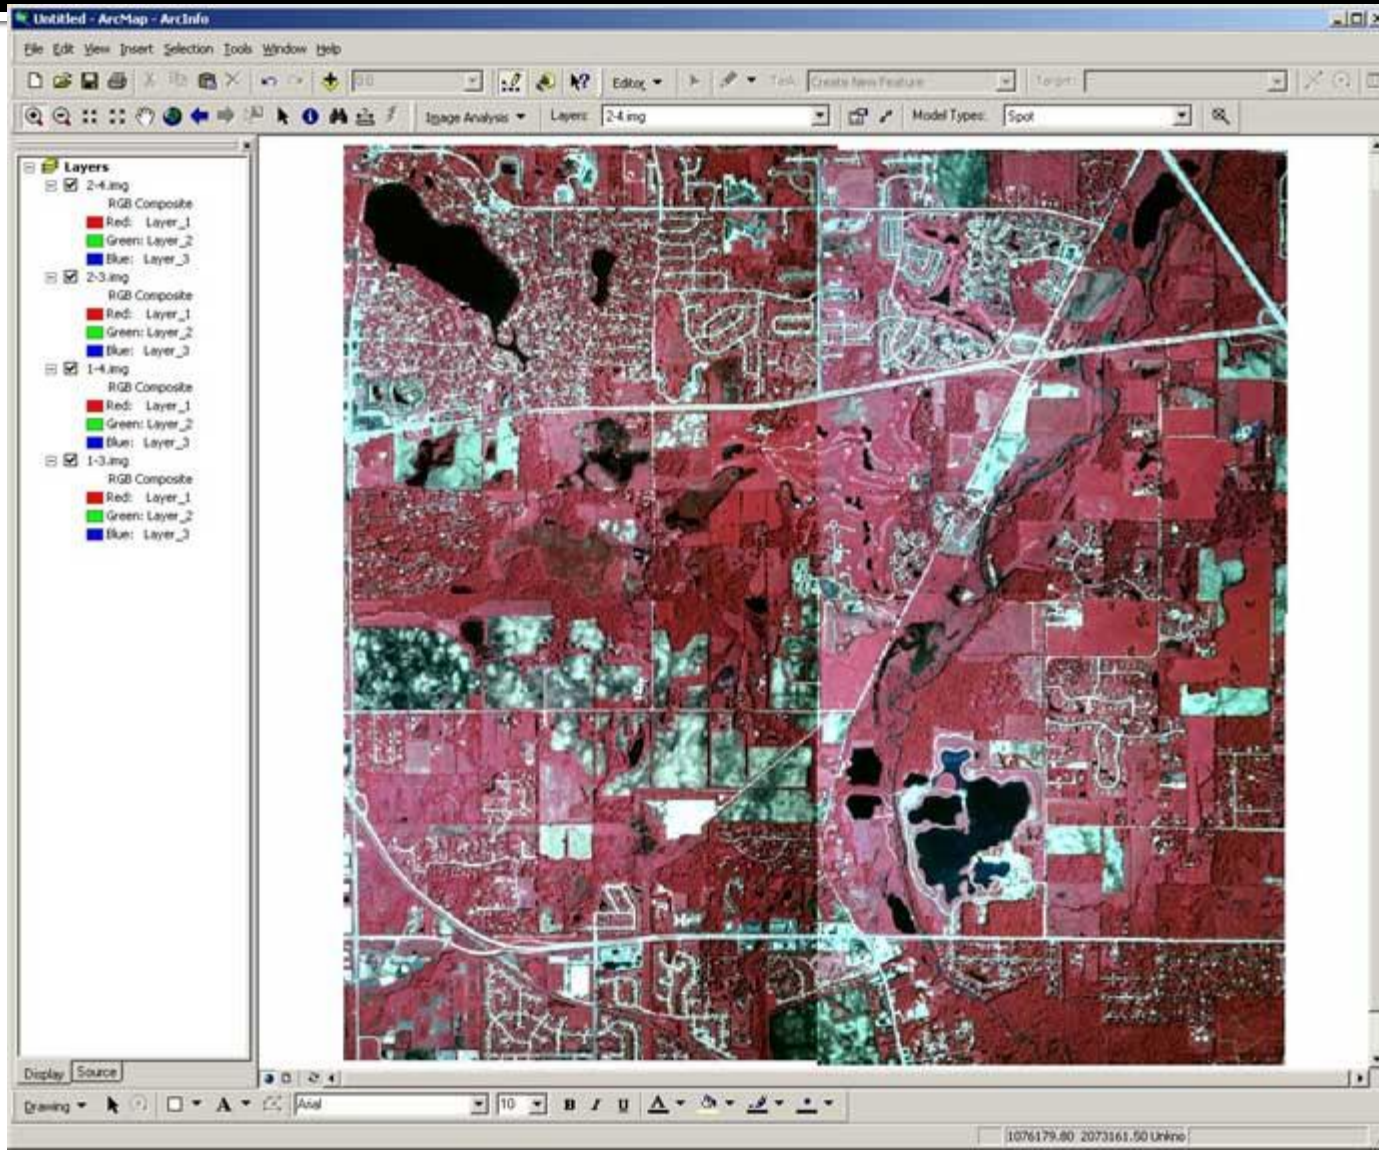 Untitled - ArcMap - ArcInfo
File Edit View Insert Selection Tools Window Help
Editor Task: Create New Feature Target:
Image Analysis Layers: 2-4.img Model Types: Spot
Layers
2-4.img
RGB Composite
Red: Layer_1
Green: Layer_2
Blue: Layer_3
2-3.img
RGB Composite
Red: Layer_1
Green: Layer_2
Blue: Layer_3
1-4.img
RGB Composite
Red: Layer_1
Green: Layer_2
Blue: Layer_3
1-3.img
RGB Composite
Red: Layer_1
Green: Layer_2
Blue: Layer_3
Display Source
Drawing A Arial 10 B I U A
1076179.80 2073161.50 Unkno